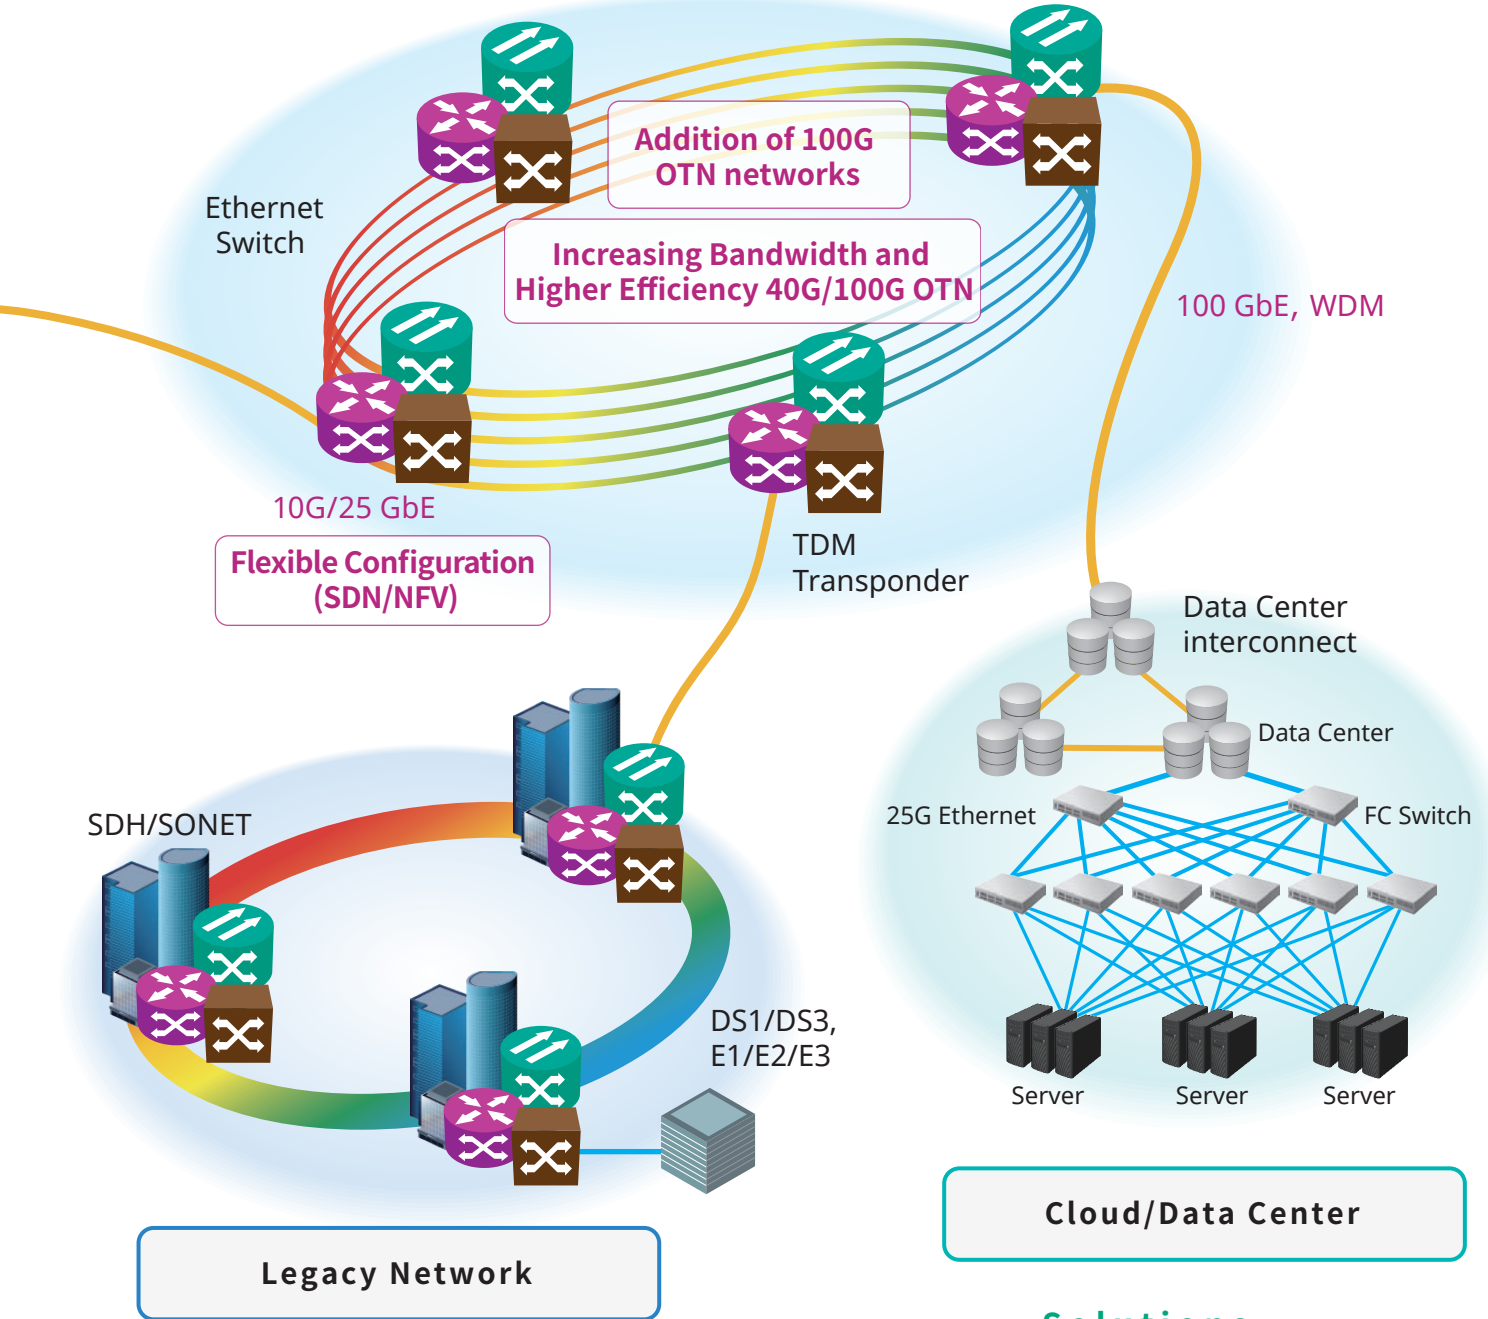 Addition of 100G
OTN networks
Ethernet
Switch
Increasing Bandwidth and
Higher Efficiency 40G/100G OTN
100 GbE, WDM
10G/25 GbE
Flexible Configuration
(SDN/NFV)
TDM
Transponder
Data Center
interconnect
Data Center
25G Ethernet
FC Switch
SDH/SONET
DS1/DS3,
E1/E2/E3
Server
Server
Server
Cloud/Data Center
Legacy Network
Solutions